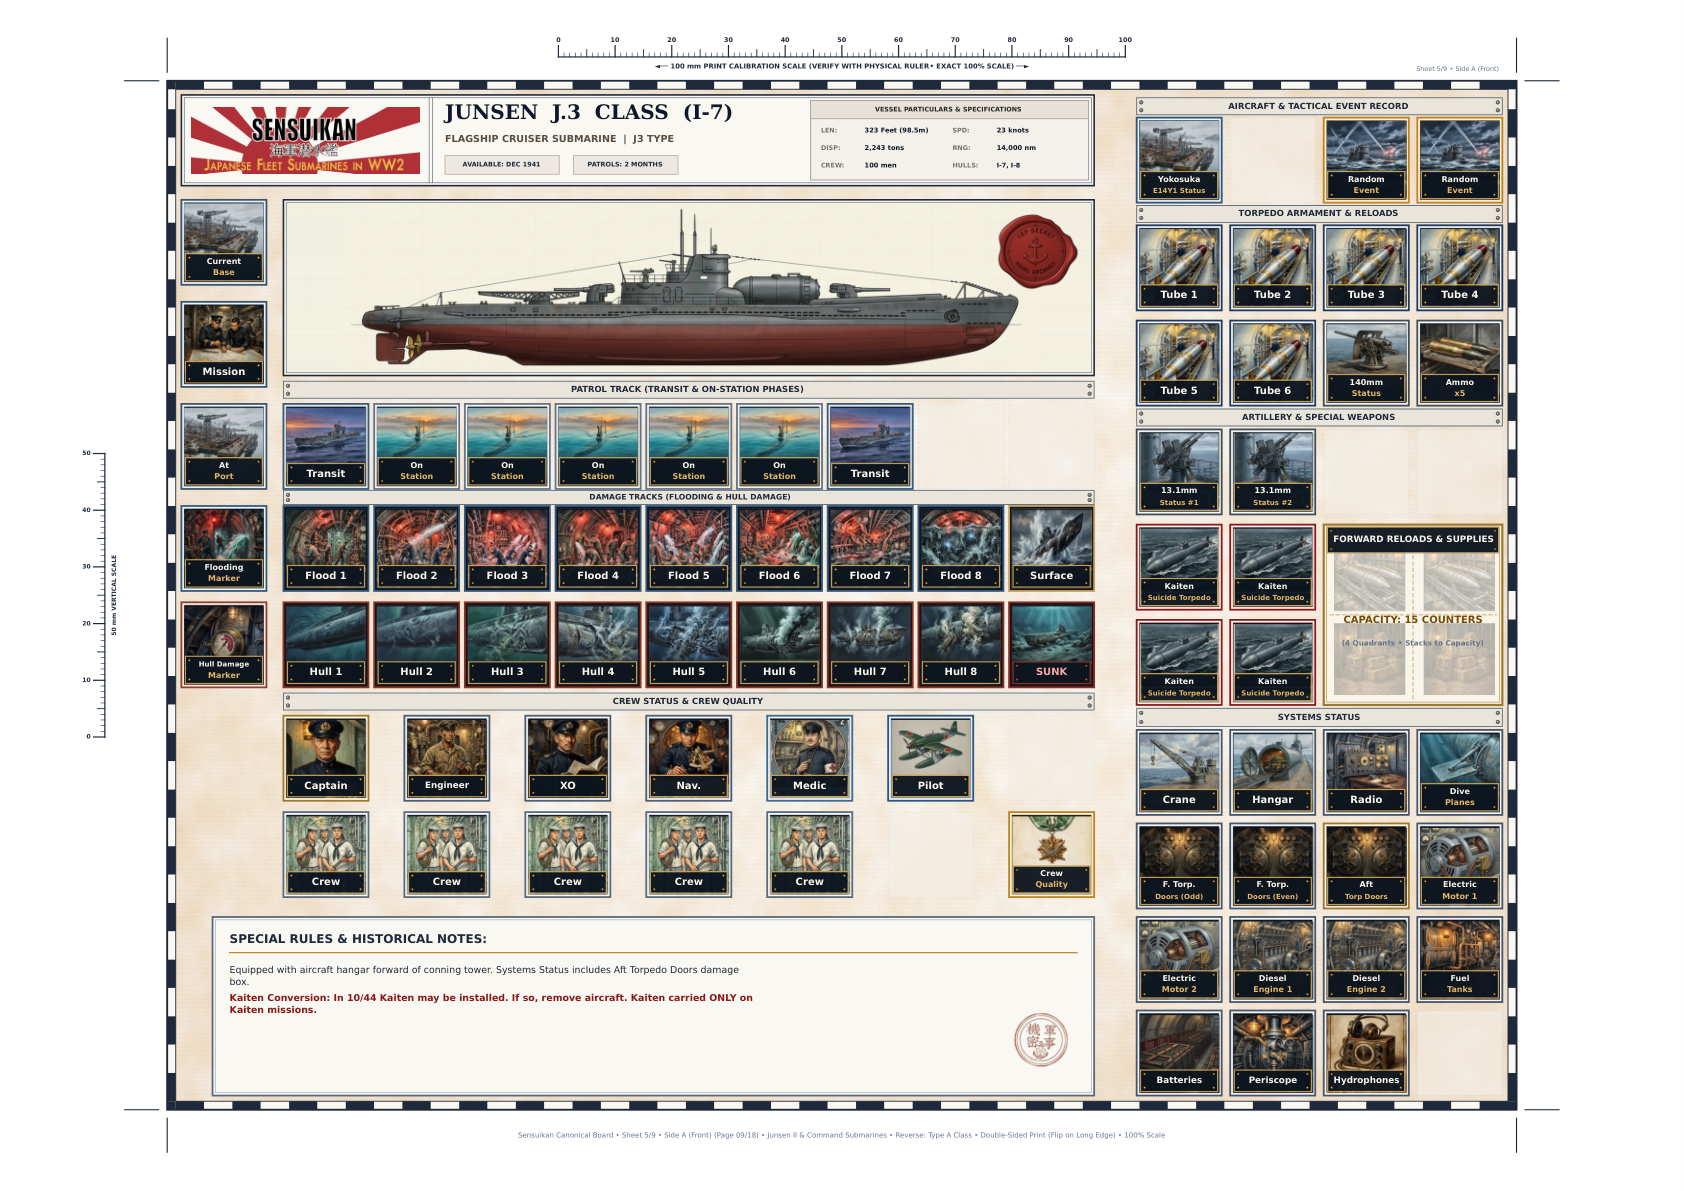 0 10 20 30 40 50 60 70 80 90 100
100 mm PRINT CALIBRATION SCALE (VERIFY WITH PHYSICAL RULER• EXACT 100% SCALE)
Sheet 5/9 • Side A (Front)
SENSUIKAN
海軍潜水艦
JAPANESE FLEET SUBMARINES IN WW2
JUNSEN J.3 CLASS (I-7)
FLAGSHIP CRUISER SUBMARINE | J3 TYPE
AVAILABLE: DEC 1941
PATROLS: 2 MONTHS
VESSEL PARTICULARS & SPECIFICATIONS
LEN: 323 Feet (98.5m) SPD: 23 knots
DISP: 2,243 tons RNG: 14,000 nm
CREW: 100 men HULLS: I-7, I-8
Current
Base
Mission
TOP SECRET
NAVAL ARCHIVES
PATROL TRACK (TRANSIT & ON-STATION PHASES)
At
Port
Transit
On
Station
On
Station
On
Station
On
Station
On
Station
Transit
DAMAGE TRACKS (FLOODING & HULL DAMAGE)
Flooding
Marker
Flood 1
Flood 2
Flood 3
Flood 4
Flood 5
Flood 6
Flood 7
Flood 8
Surface
Hull Damage
Marker
Hull 1
Hull 2
Hull 3
Hull 4
Hull 5
Hull 6
Hull 7
Hull 8
SUNK
CREW STATUS & CREW QUALITY
Captain
Engineer
XO
Nav.
Medic
Pilot
Crew
Crew
Crew
Crew
Crew
Crew
Quality
SPECIAL RULES & HISTORICAL NOTES:
Equipped with aircraft hangar forward of conning tower. Systems Status includes Aft Torpedo Doors damage
box.
Kaiten Conversion: In 10/44 Kaiten may be installed. If so, remove aircraft. Kaiten carried ONLY on
Kaiten missions.
機 軍
密 事
AIRCRAFT & TACTICAL EVENT RECORD
Yokosuka
E14Y1 Status
Random
Event
Random
Event
TORPEDO ARMAMENT & RELOADS
Tube 1
Tube 2
Tube 3
Tube 4
Tube 5
Tube 6
140mm
Status
Ammo
x5
ARTILLERY & SPECIAL WEAPONS
13.1mm
Status #1
13.1mm
Status #2
Kaiten
Suicide Torpedo
Kaiten
Suicide Torpedo
Kaiten
Suicide Torpedo
Kaiten
Suicide Torpedo
FORWARD RELOADS & SUPPLIES
CAPACITY: 15 COUNTERS
(4 Quadrants • Stacks to Capacity)
SYSTEMS STATUS
Crane
Hangar
Radio
Dive
Planes
F. Torp.
Doors (Odd)
F. Torp.
Doors (Even)
Aft
Torp Doors
Electric
Motor 1
Electric
Motor 2
Diesel
Engine 1
Diesel
Engine 2
Fuel
Tanks
Batteries
Periscope
Hydrophones
50
40
30
20
10
0
50 mm VERTICAL SCALE
Sensuikan Canonical Board • Sheet 5/9 • Side A (Front) (Page 09/18) • Junsen II & Command Submarines • Reverse: Type A Class • Double-Sided Print (Flip on Long Edge) • 100% Scale